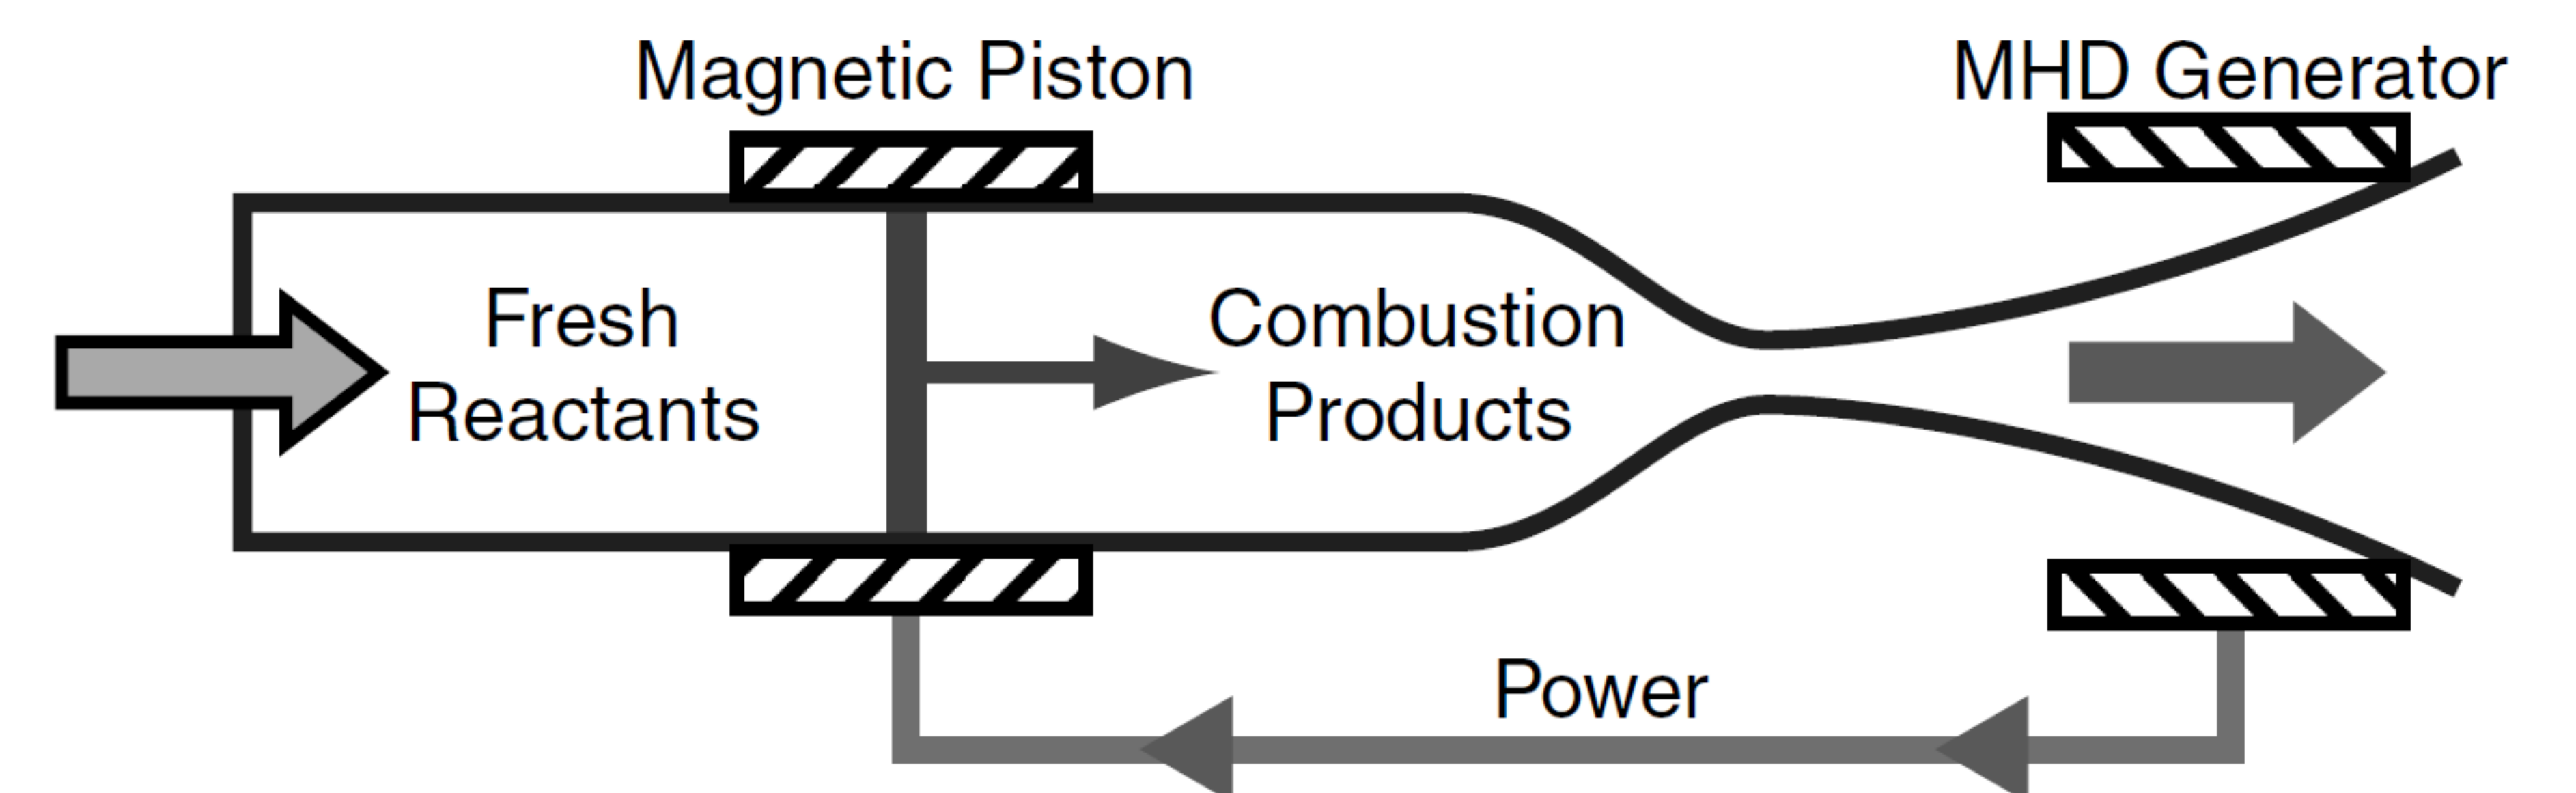 Magnetic Piston
MHD Generator
Fresh
Reactants
Combustion
Products
Power